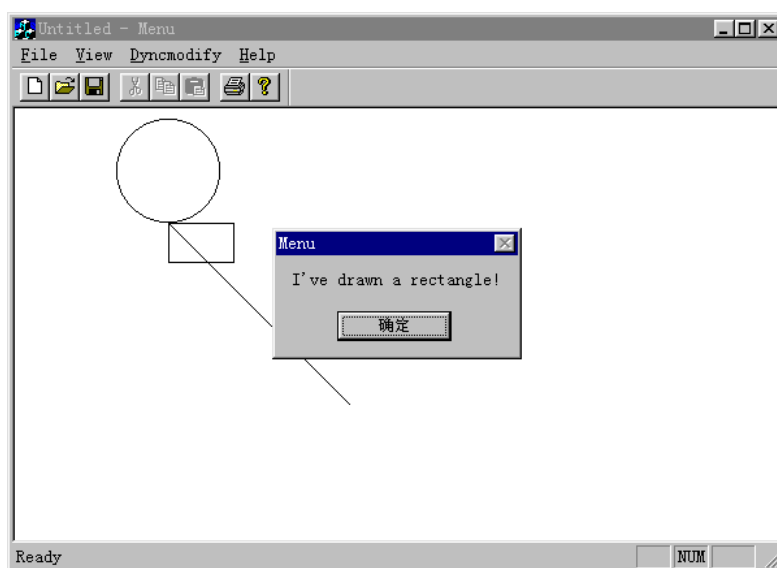 Untitled - Menu
File View Dyncmodify Help
Menu
I've drawn a rectangle!
确定
Ready
NUM